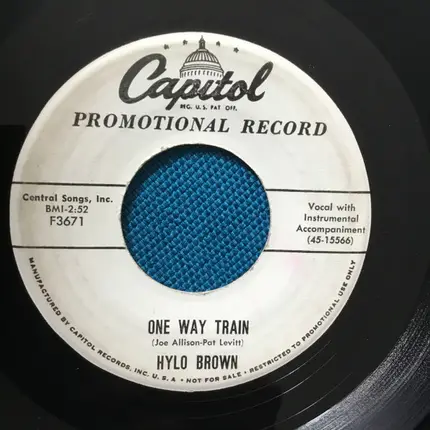 Capitol
REG. U. S. PAT. OFF.
PROMOTIONAL RECORD
Central Songs, Inc.
BMI-2:52
F3671
Vocal with
Instrumental
Accompaniment
(45-15566)
ONE WAY TRAIN
(Joe Allison-Pat Levitt)
HYLO BROWN
MANUFACTURED BY CAPITOL RECORDS, INC. U. S. A. • NOT FOR SALE • RESTRICTED TO PROMOTIONAL USE ONLY